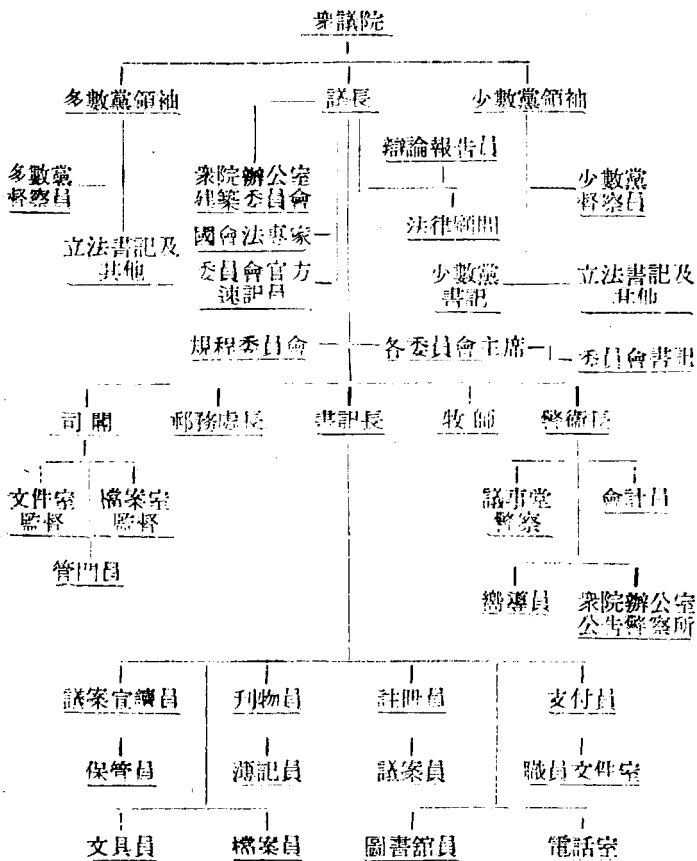 衆議院
多數黨領袖 議長 少數黨領袖
辯論報告員
多數黨
督察員
衆院辦公室
建築委員會
少數黨
督察員
法律顧問
國會法專家
立法書記及
其他
委員會官方
速記員
少數黨
書記
立法書記及
其他
規程委員會 各委員會主席
委員會書記
司閽 郵務處長 書記長 牧師 警衛長
文件室
監督
檔案室
監督
議事堂
警察
會計員
管門員
嚮導員
衆院辦公室
公告警察所
議案宣讀員 刊物員 註冊員 支付員
保管員 薄記員 議案員 職員文件室
文具員 檔案員 圖書館員 電話室